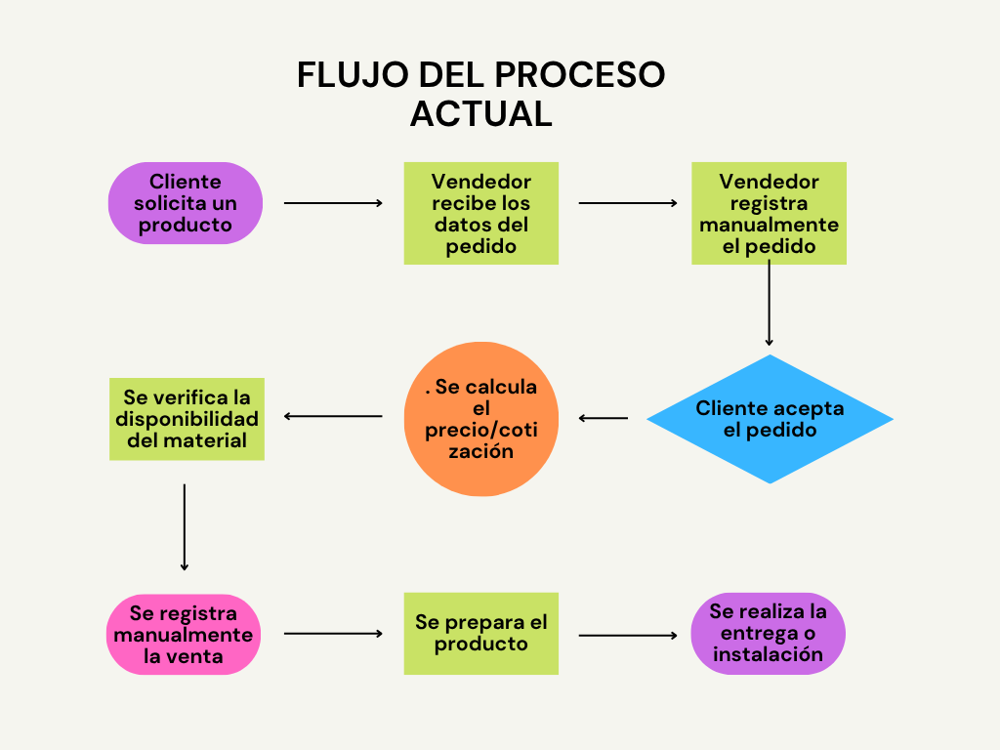 FLUJO DEL PROCESO
ACTUAL
Cliente
solicita un
producto
Vendedor
recibe los
datos del
pedido
Vendedor
registra
manualmente
el pedido
Cliente acepta
el pedido
. Se calcula
el
precio/coti
zación
Se verifica la
disponibilidad
del material
Se registra
manualmente
la venta
Se prepara el
producto
Se realiza la
entrega o
instalación